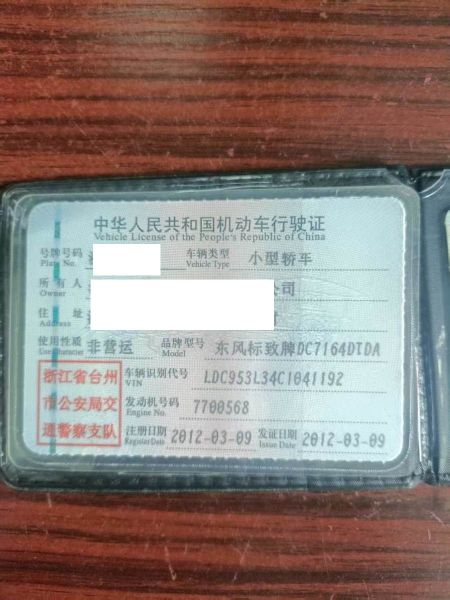 中华人民共和国机动车行驶证
Vehicle License of the People's Republic of China
号牌号码 车辆类型 小型轿车
Plate No. Vehicle Type
所有人 公司
Owner
住址
Address
使用性质 非营运 品牌型号 东风标致牌DC7164DTDA
Use Character Model
浙江省台州 车辆识别代号 LDC953L34C1041192
VIN
市公安局交 发动机号码 7700568
Engine No.
通警察支队 注册日期 2012-03-09 发证日期 2012-03-09
Register Date Issue Date